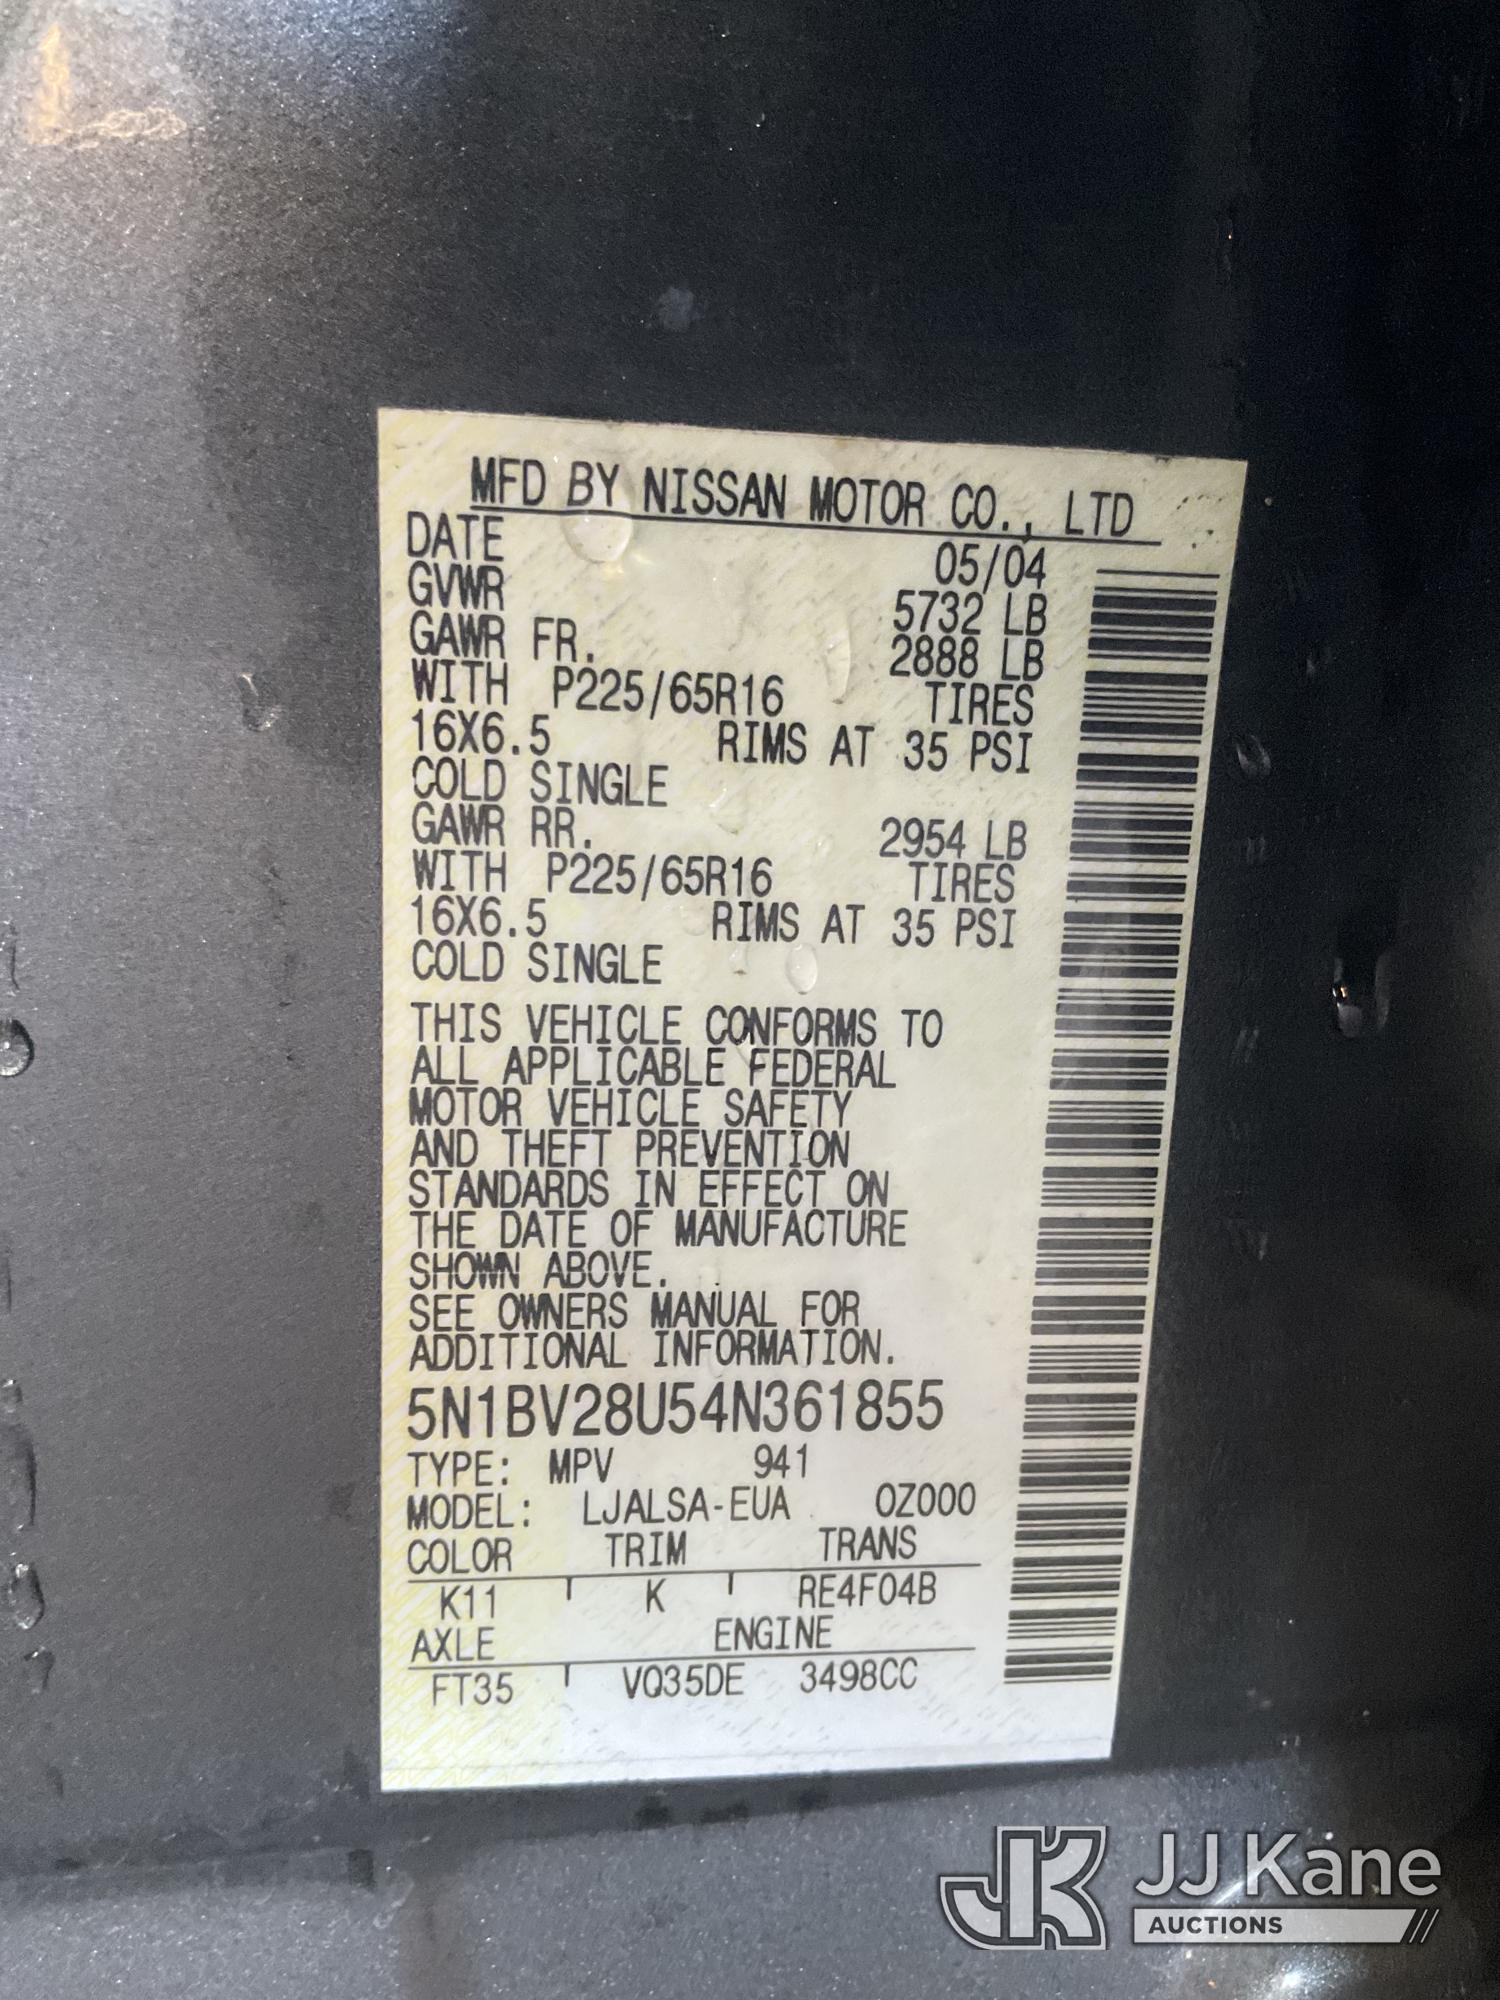 MFD BY NISSAN MOTOR CO., LTD
DATE 05/04
GVWR 5732 LB
GAWR FR. 2888 LB
WITH P225/65R16 TIRES
16X6.5 RIMS AT 35 PSI
COLD SINGLE
GAWR RR. 2954 LB
WITH P225/65R16 TIRES
16X6.5 RIMS AT 35 PSI
COLD SINGLE
THIS VEHICLE CONFORMS TO
ALL APPLICABLE FEDERAL
MOTOR VEHICLE SAFETY
AND THEFT PREVENTION
STANDARDS IN EFFECT ON
THE DATE OF MANUFACTURE
SHOWN ABOVE.
SEE OWNERS MANUAL FOR
ADDITIONAL INFORMATION.
5N1BV28U54N361855
TYPE: MPV 941
MODEL: LJALSA-EUA 0Z000
COLOR TRIM TRANS
K11 K RE4F04B
AXLE ENGINE
FT35 VQ35DE 3498CC
JK JJ Kane
AUCTIONS